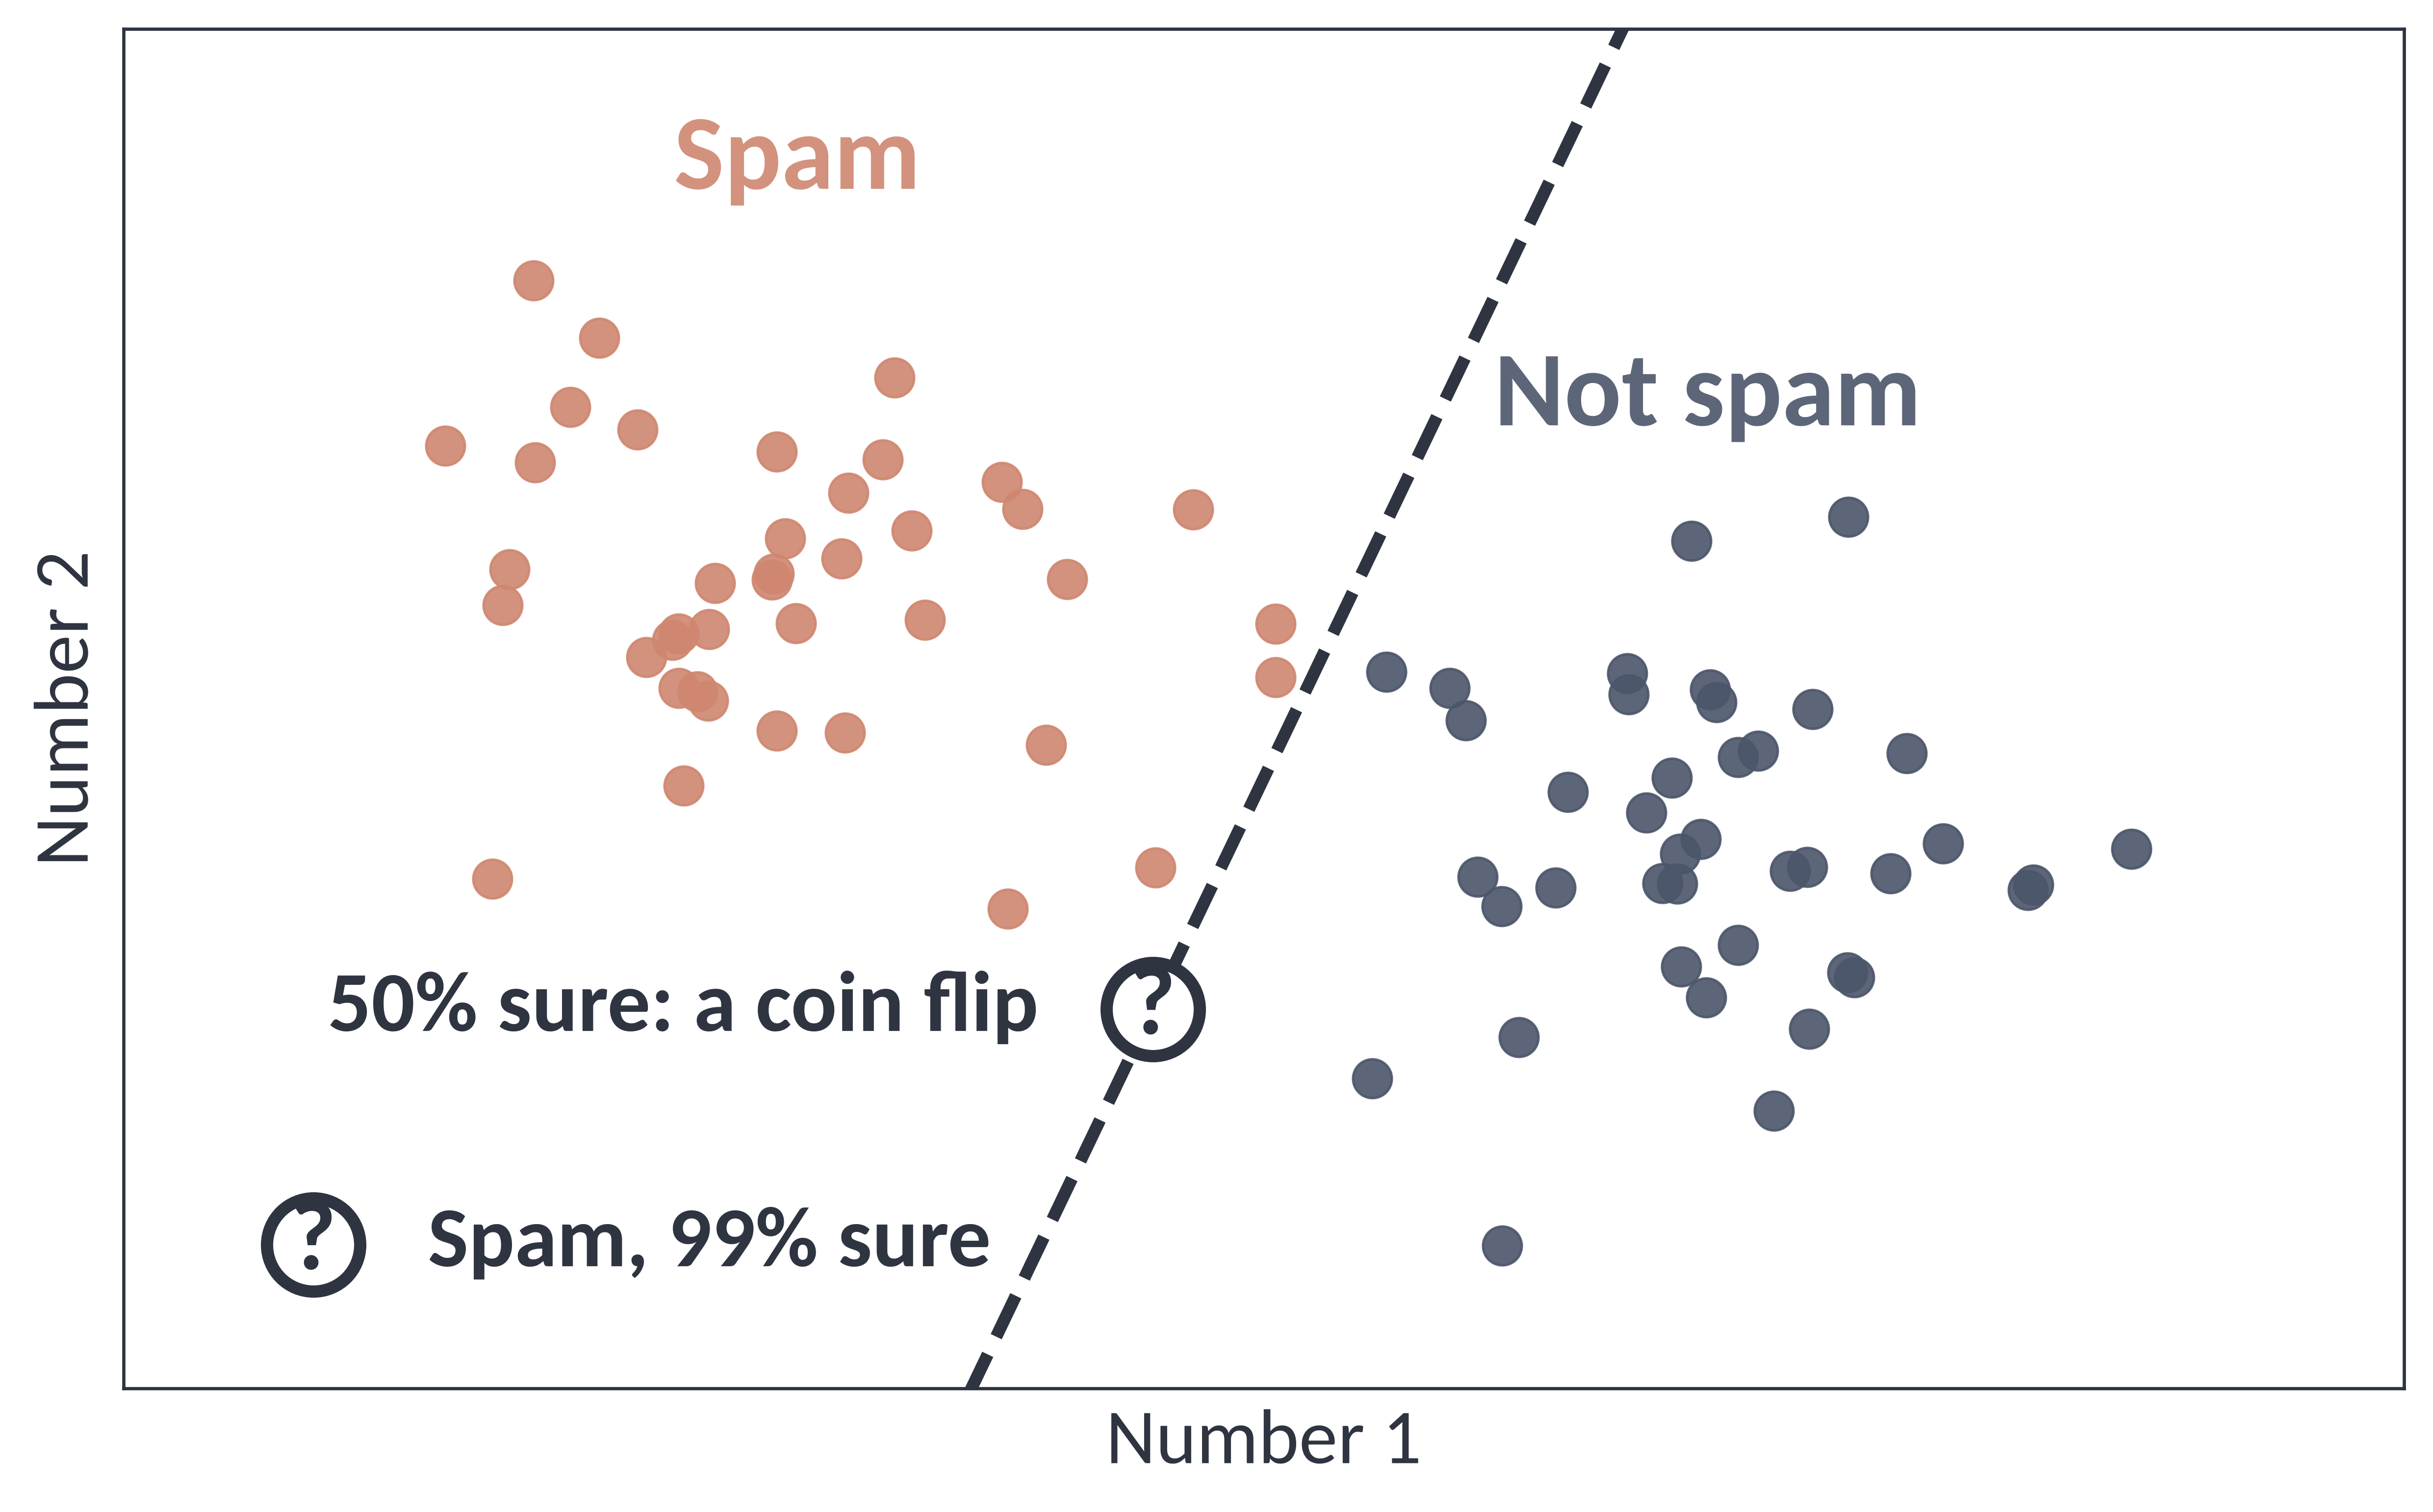 Spam
Not spam
Number 2
50% sure: a coin flip
?
?
Spam, 99% sure
Number 1